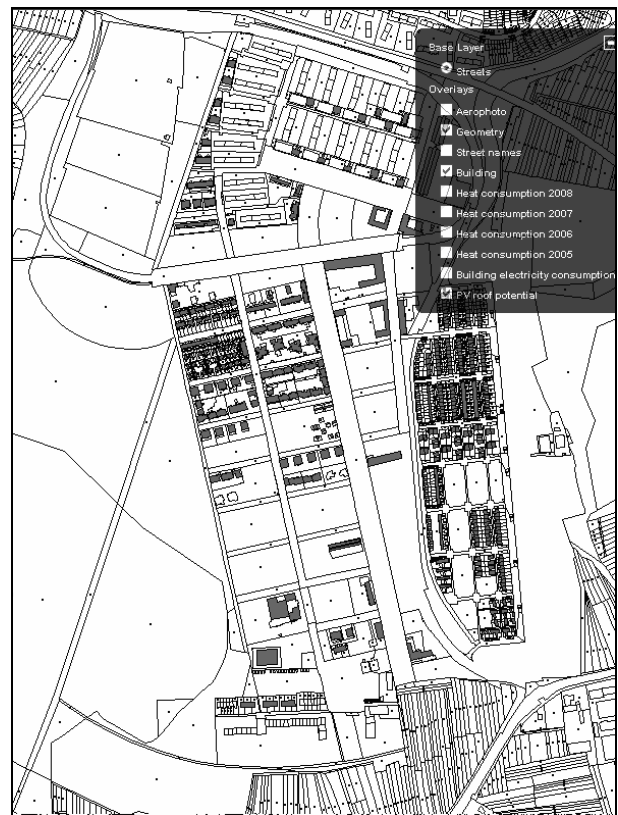 Base Layer
Streets
Overlays
Aerophoto
Geometry
Street names
Building
Heat consumption 2008
Heat consumption 2007
Heat consumption 2006
Heat consumption 2005
Building electricity consumption
PV roof potential